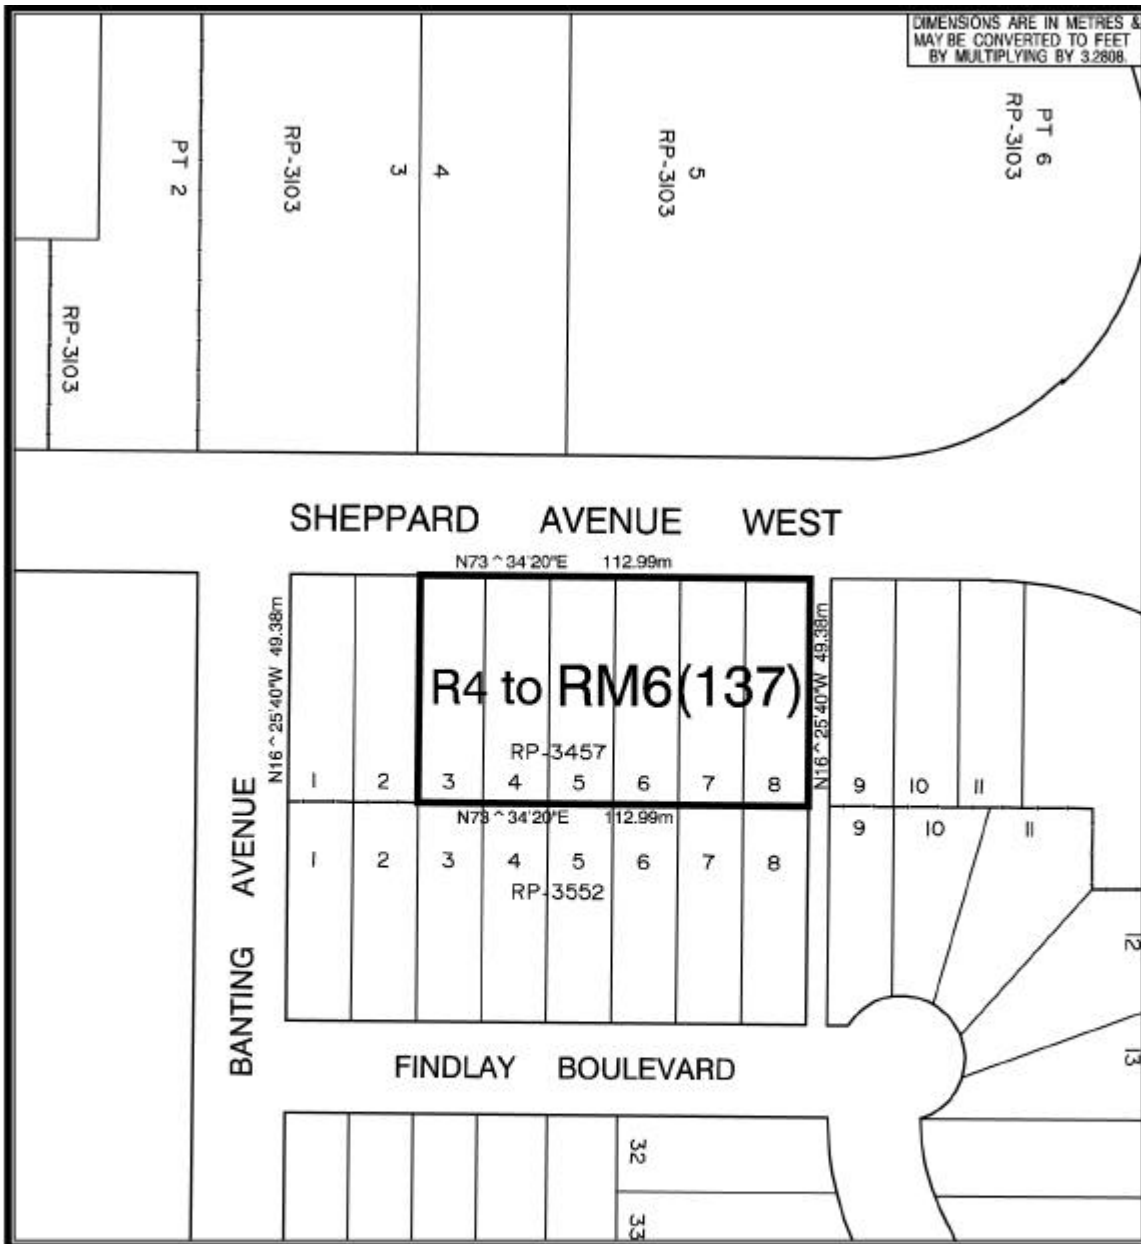 DIMENSIONS ARE IN METRES &
MAY BE CONVERTED TO FEET
BY MULTIPLYING BY 3.2808.
PT 2
RP-3103
3
4
RP-3103
5
RP-3103
PT 6
RP-3103
SHEPPARD AVENUE WEST
N73 ^ 34'20"E 112.99m
N16 ^ 25'40"W 49.38m
N16 ^ 25'40"W 49.38m
R4 to RM6(137)
RP-3457
1 2 3 4 5 6 7 8 9 10 11
N73 ^ 34'20"E 112.99m
1 2 3 4 5 6 7 8 9 10 11
RP-3552
12
13
BANTING AVENUE
FINDLAY BOULEVARD
32
33